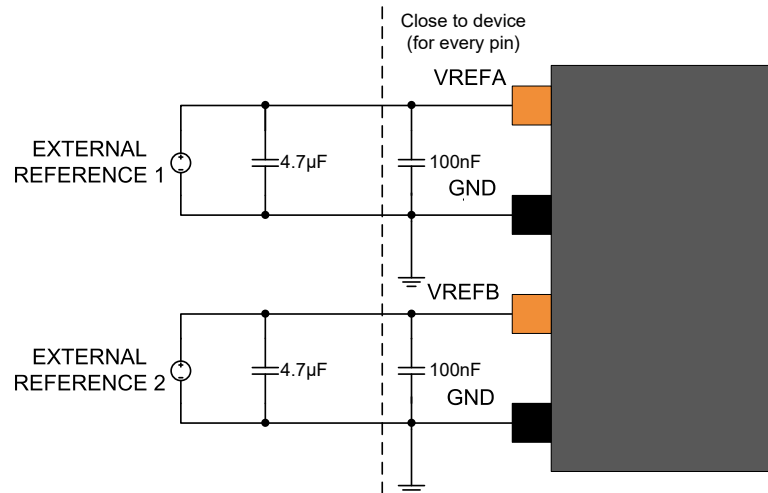 Close to device
(for every pin)
VREFA
EXTERNAL
REFERENCE 1
+
-
4.7µF
100nF
GND
VREFB
EXTERNAL
REFERENCE 2
+
-
4.7µF
100nF
GND